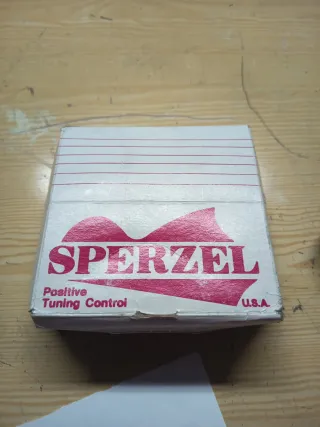 SPERZEL
Positive
Tuning Control
U.S.A.